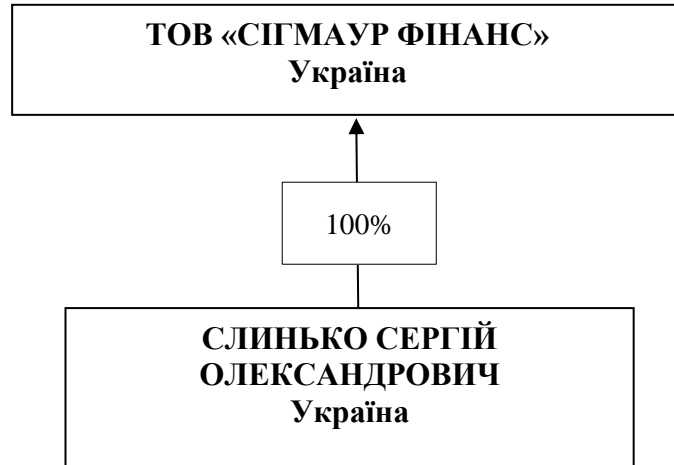 ТОВ «СІГМАУР ФІНАНС»
Україна
100%
СЛИНЬКО СЕРГІЙ
ОЛЕКСАНДРОВИЧ
Україна